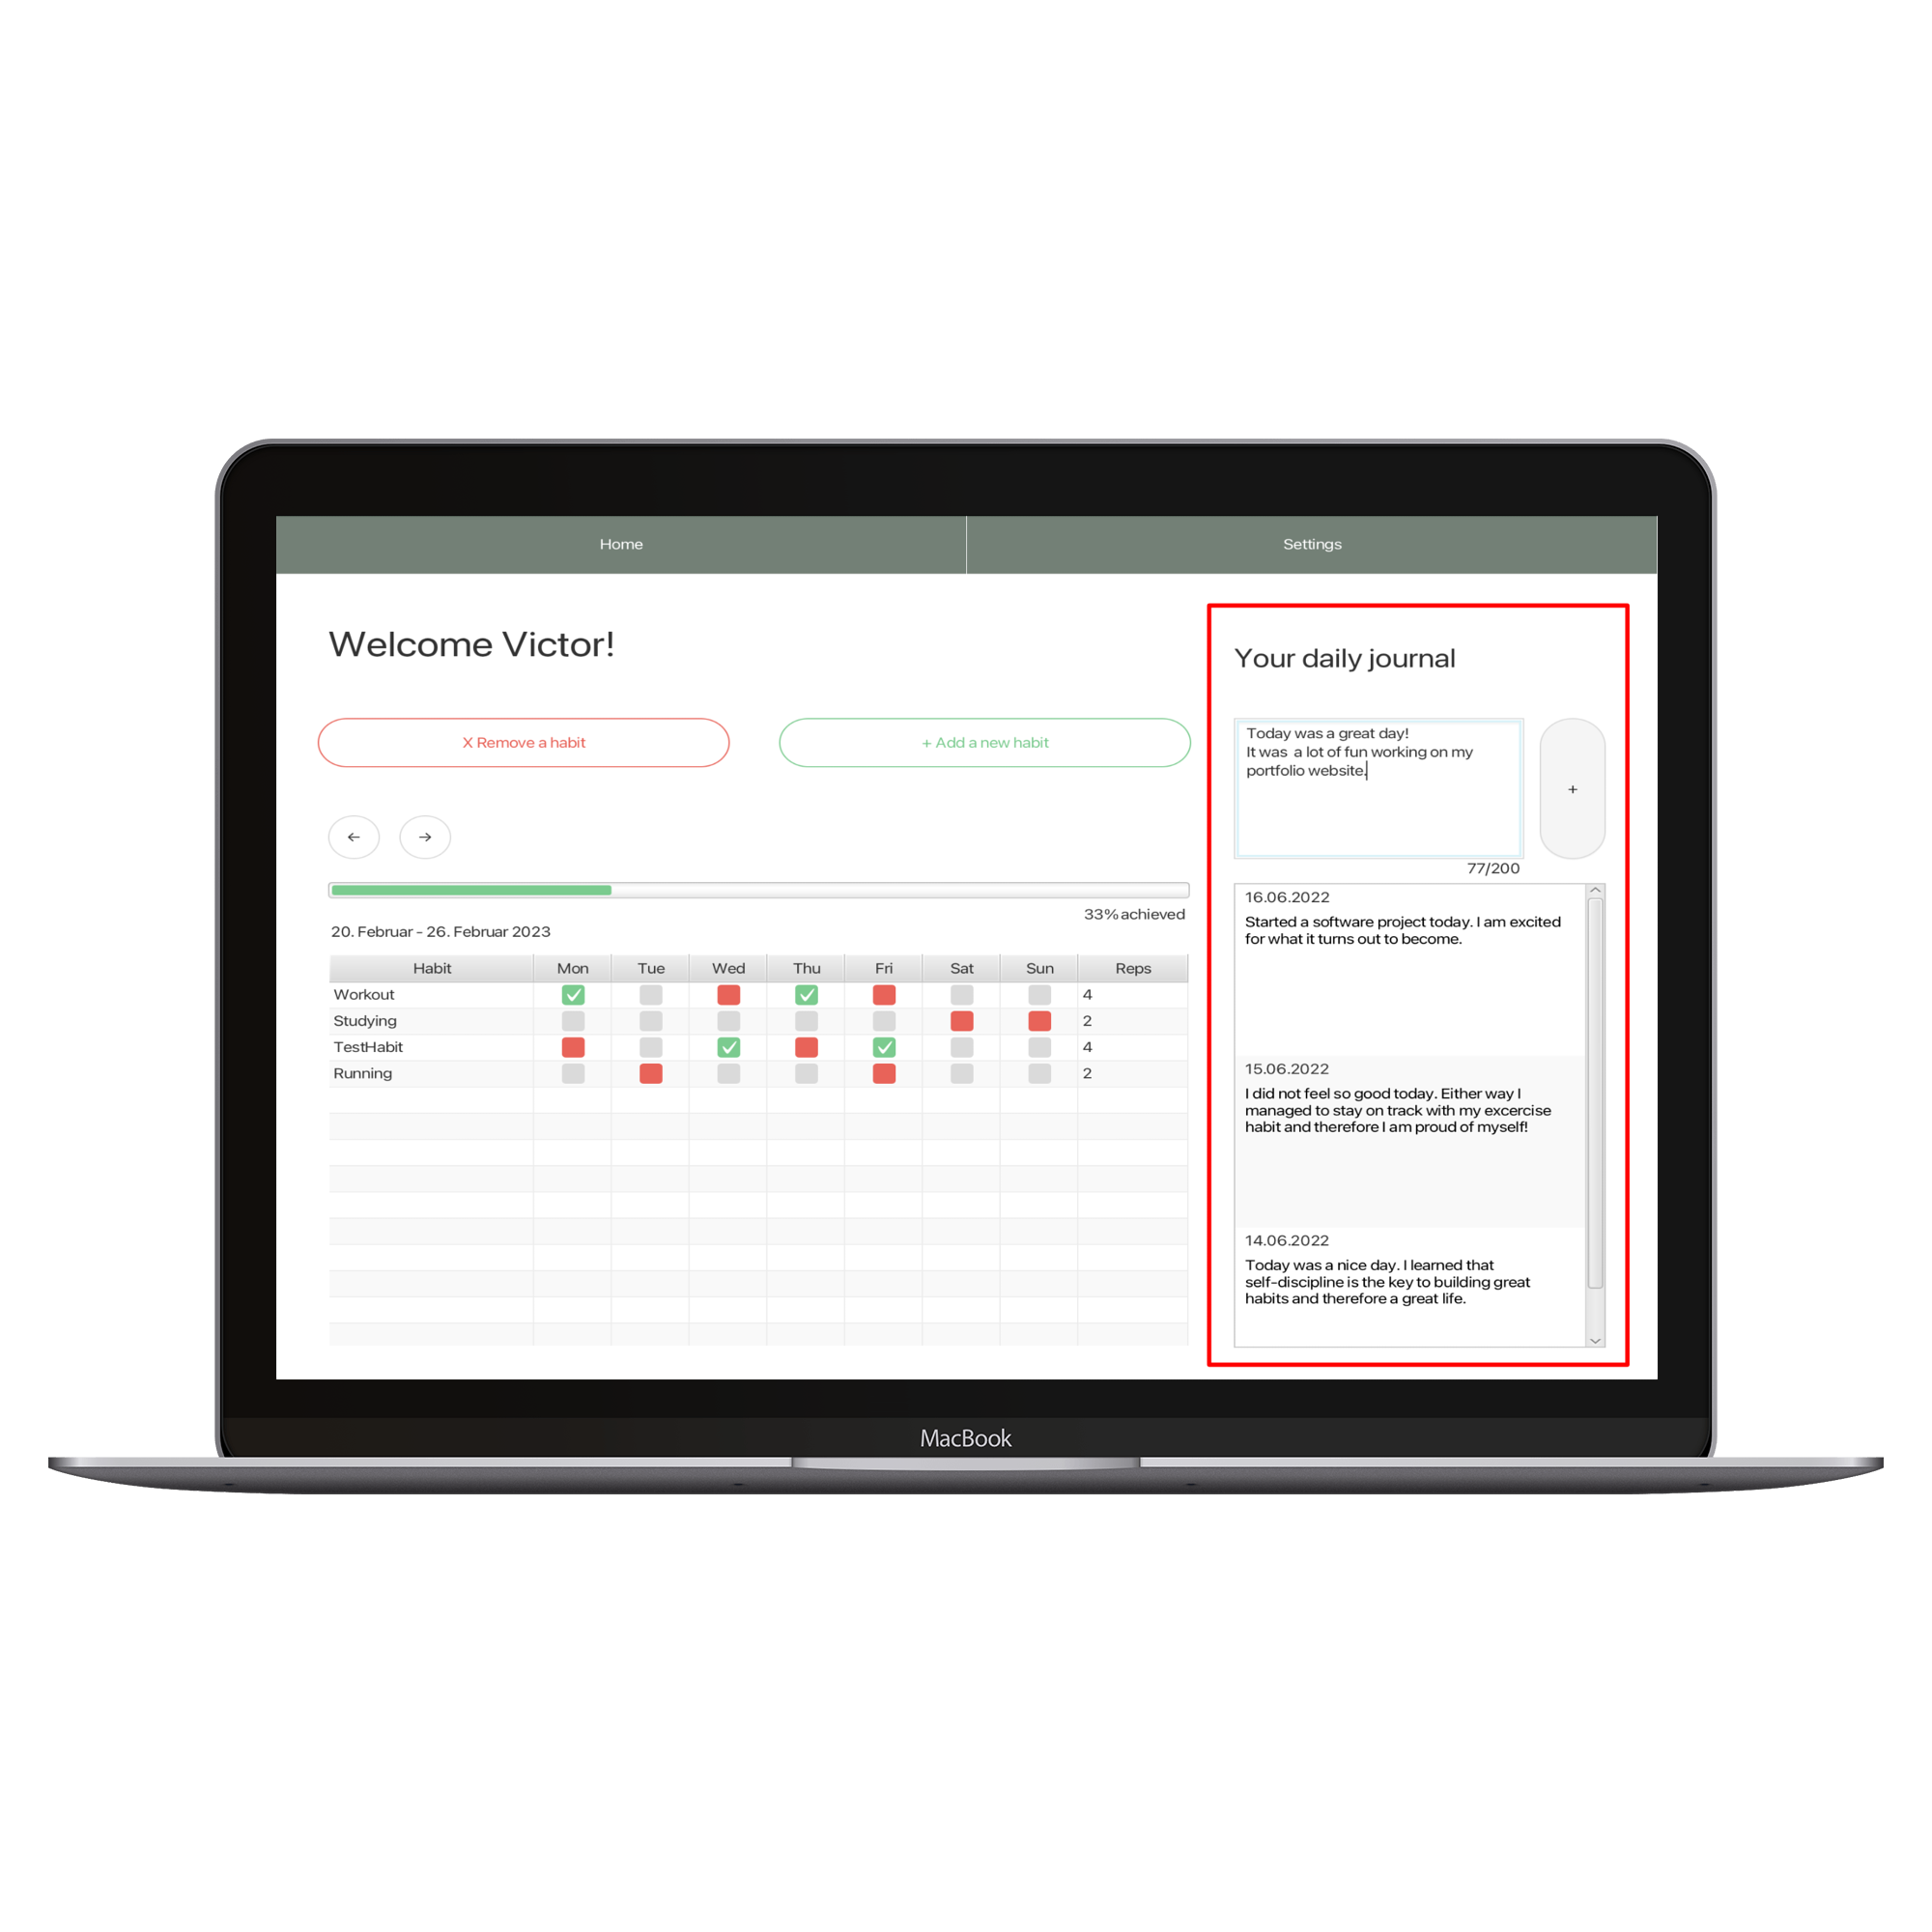 Home
Settings
Welcome Victor!
X Remove a habit
+ Add a new habit
← →
33% achieved
20. Februar - 26. Februar 2023
Habit Mon Tue Wed Thu Fri Sat Sun Reps
Workout 4
Studying 2
TestHabit 4
Running 2
Your daily journal
Today was a great day!
It was  a lot of fun working on my
portfolio website.
+
77/200
16.06.2022
Started a software project today. I am excited
for what it turns out to become.
15.06.2022
I did not feel so good today. Either way I
managed to stay on track with my excercise
habit and therefore I am proud of myself!
14.06.2022
Today was a nice day. I learned that
self-discipline is the key to building great
habits and therefore a great life.
MacBook